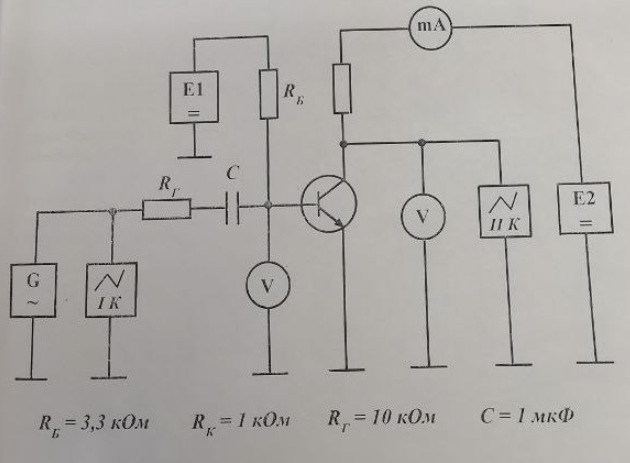 mA
E1
=
R_Б
R_Г
C
E2
=
V
II К
G
~
I К
V
R_Б = 3,3 кОм
R_К = 1 кОм
R_Г = 10 кОм
C = 1 мкФ